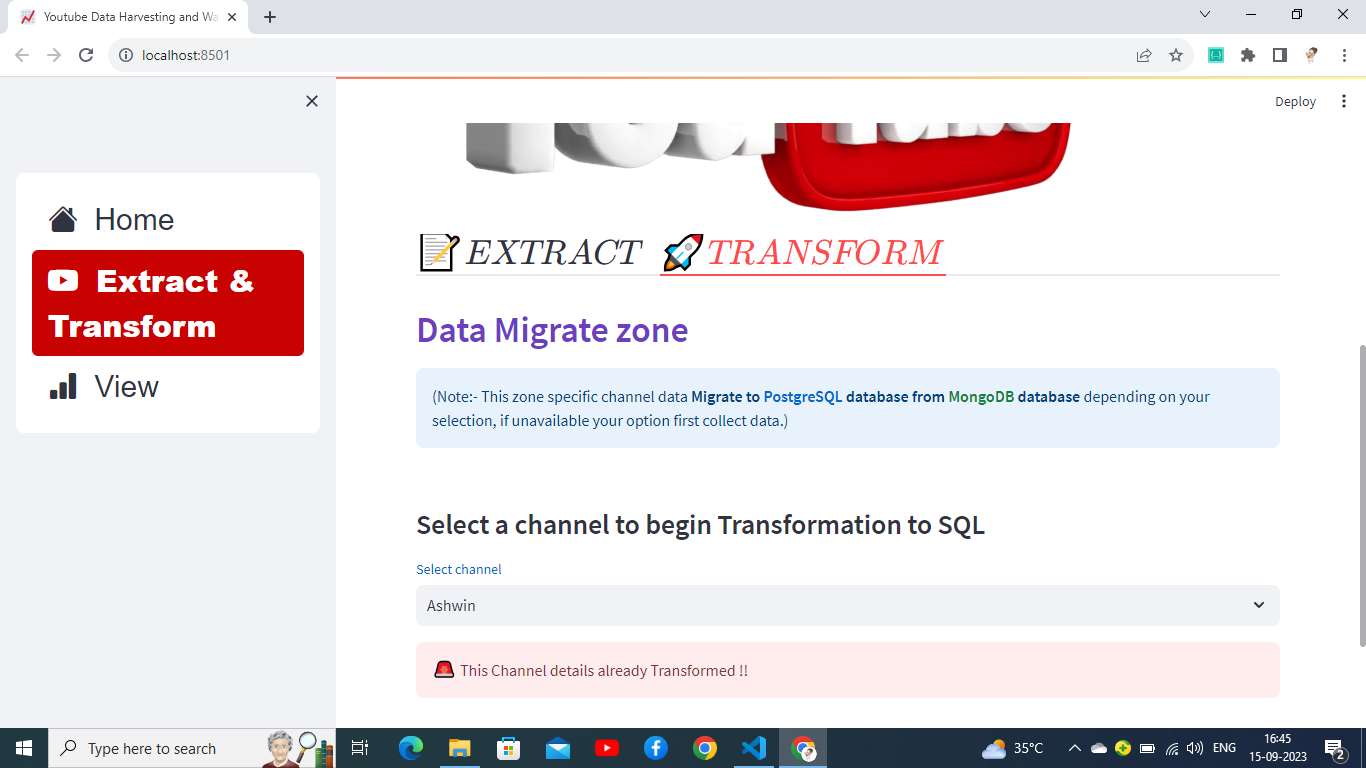 Youtube Data Harvesting and Wa
localhost:8501
Deploy
Home
Extract &
Transform
View
EXTRACT TRANSFORM
Data Migrate zone
(Note:- This zone specific channel data Migrate to PostgreSQL database from MongoDB database depending on your
selection, if unavailable your option first collect data.)
Select a channel to begin Transformation to SQL
Select channel
Ashwin
This Channel details already Transformed !!
Type here to search
35°C
ENG
16:45
15-09-2023
2